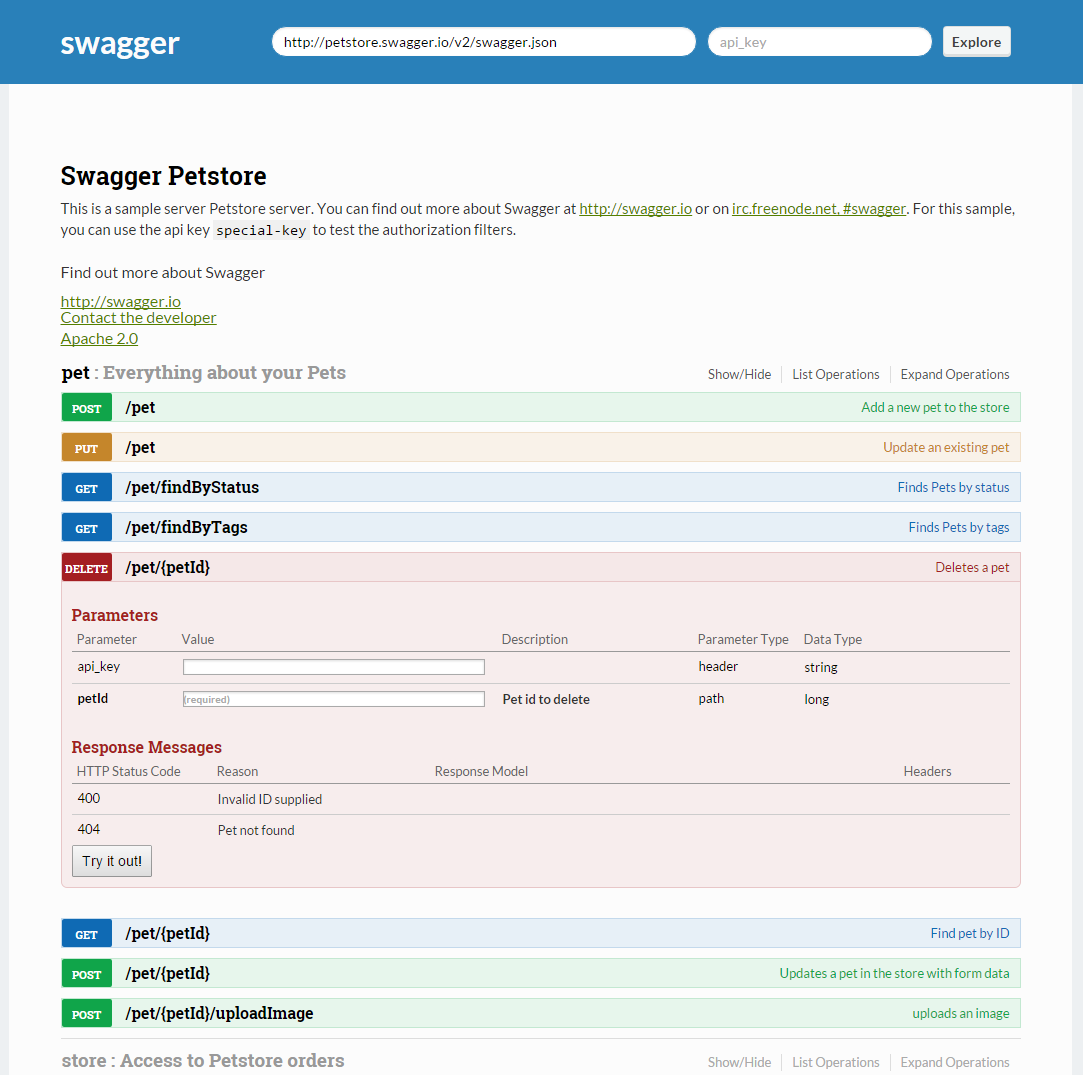 swagger http://petstore.swagger.io/v2/swagger.json api_key Explore
Swagger Petstore
This is a sample server Petstore server. You can find out more about Swagger at http://swagger.io or on irc.freenode.net, #swagger. For this sample,
you can use the api key special-key to test the authorization filters.
Find out more about Swagger
http://swagger.io
Contact the developer
Apache 2.0
pet : Everything about your Pets Show/Hide List Operations Expand Operations
POST /pet Add a new pet to the store
PUT /pet Update an existing pet
GET /pet/findByStatus Finds Pets by status
GET /pet/findByTags Finds Pets by tags
DELETE /pet/{petId} Deletes a pet
Parameters
Parameter Value Description Parameter Type Data Type
api_key header string
petId (required) Pet id to delete path long
Response Messages
HTTP Status Code Reason Response Model Headers
400 Invalid ID supplied
404 Pet not found
Try it out!
GET /pet/{petId} Find pet by ID
POST /pet/{petId} Updates a pet in the store with form data
POST /pet/{petId}/uploadImage uploads an image
store : Access to Petstore orders Show/Hide List Operations Expand Operations